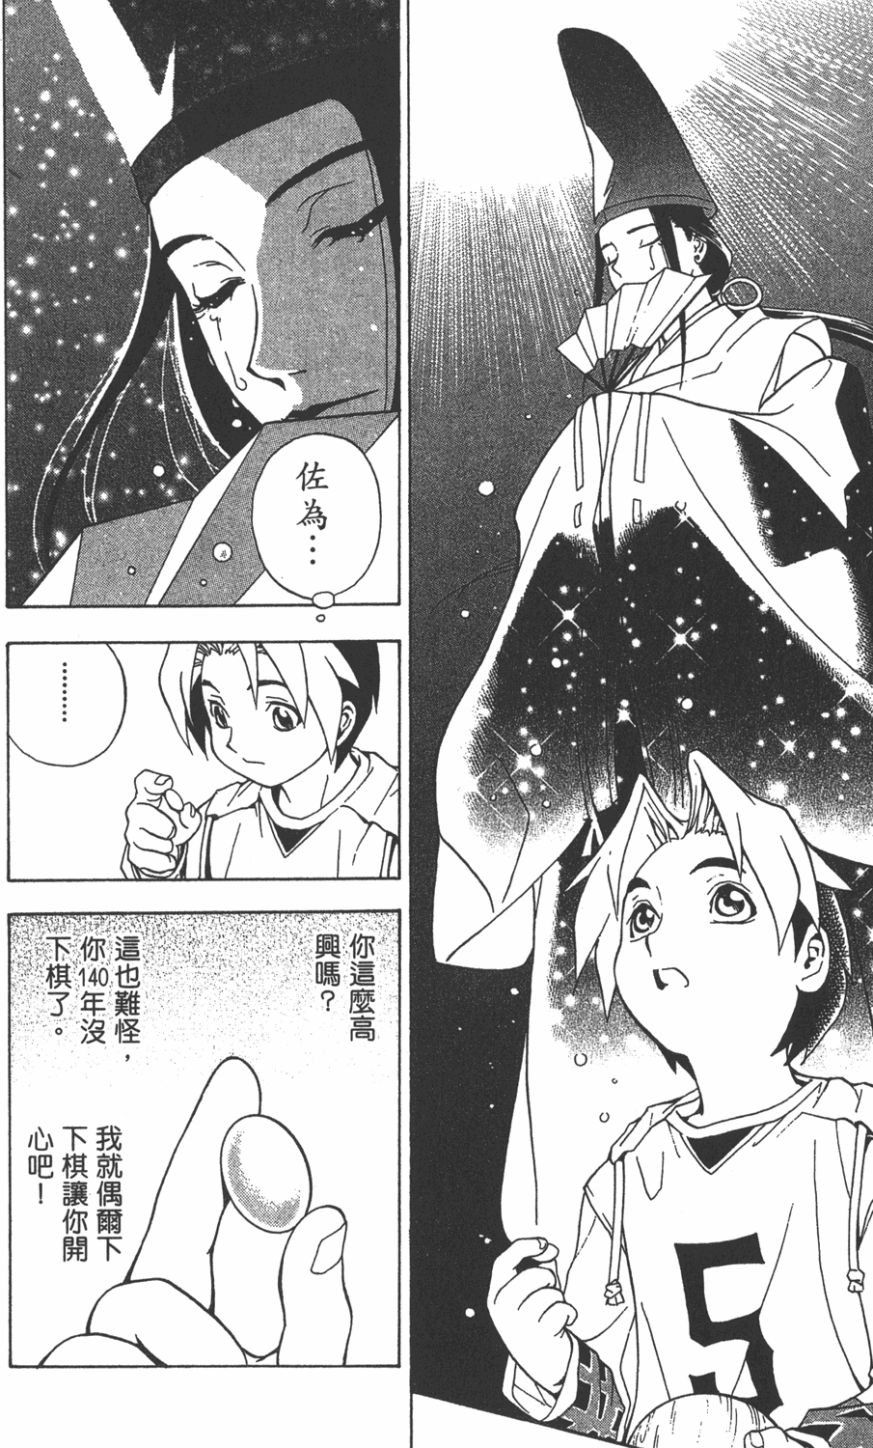 佐為…
………
你這麼高
興嗎？
這也難怪，
你140年沒
下棋了。
我就偶爾下
下棋讓你開
心吧！
5